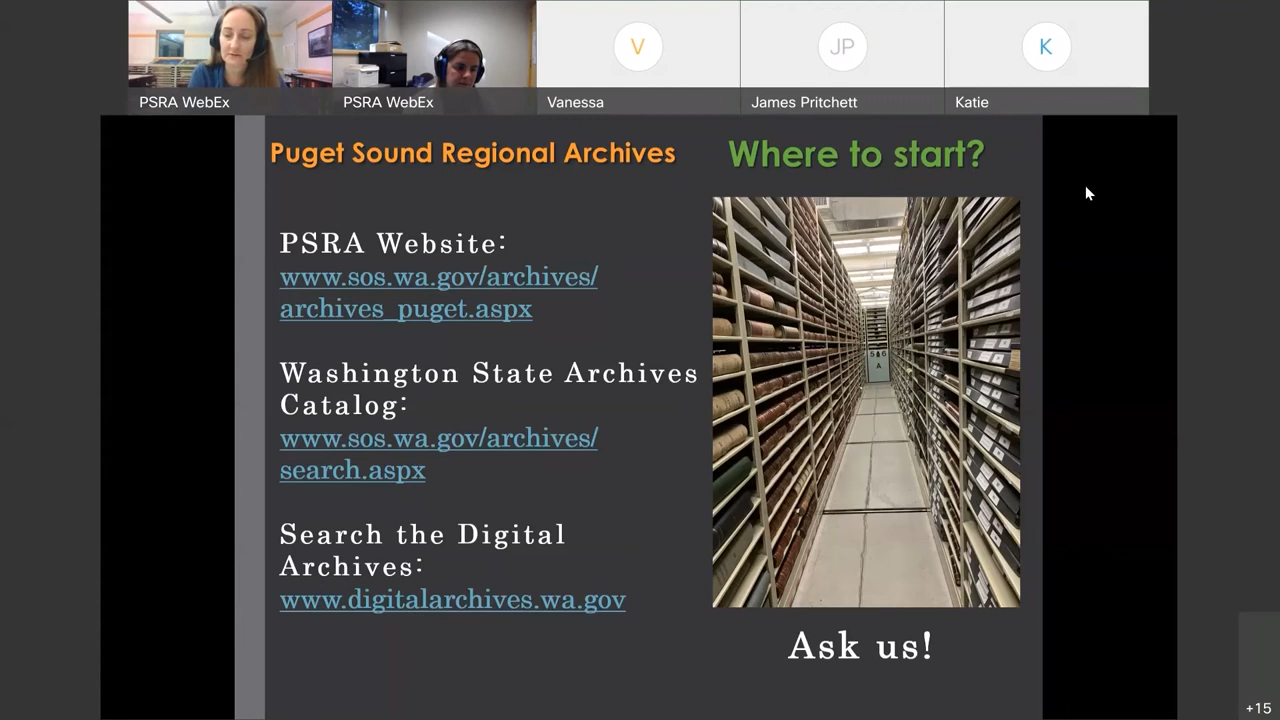 V
JP
K
PSRA WebEx
PSRA WebEx
Vanessa
James Pritchett
Katie
Puget Sound Regional Archives
Where to start?
PSRA Website:
www.sos.wa.gov/archives/
archives_puget.aspx
Washington State Archives
Catalog:
www.sos.wa.gov/archives/
search.aspx
Search the Digital
Archives:
www.digitalarchives.wa.gov
A
Ask us!
+15